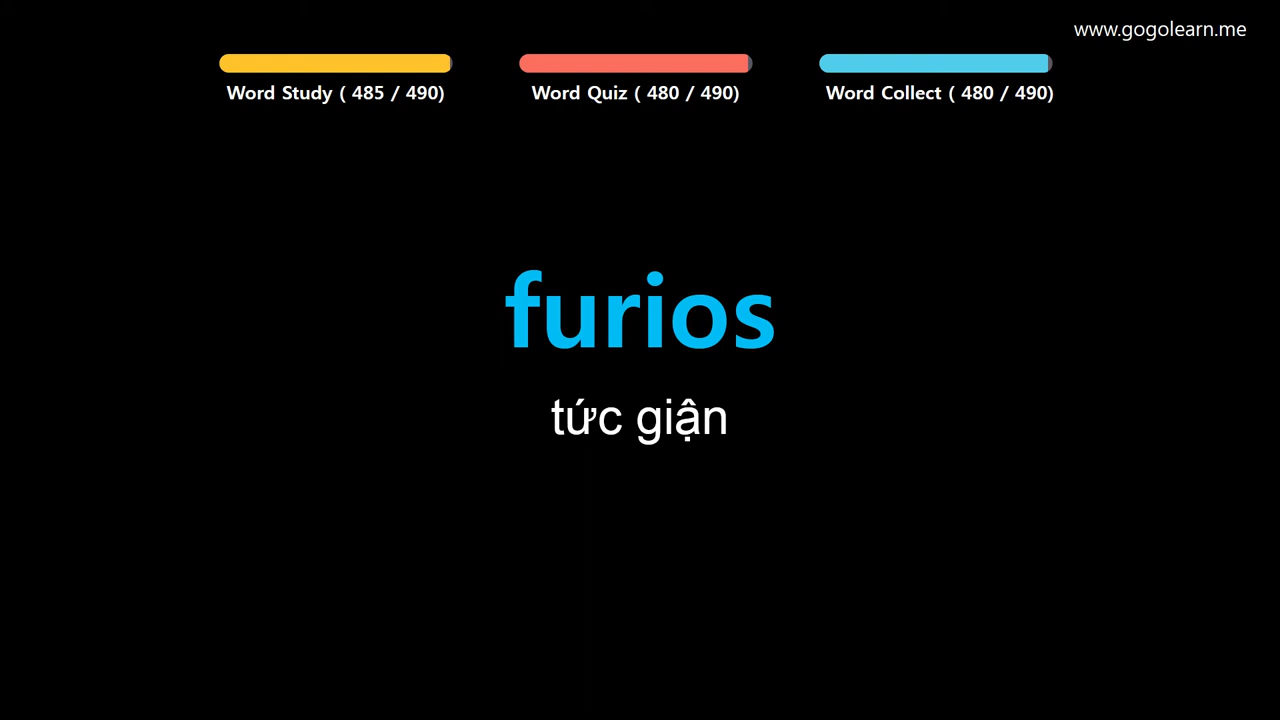 www.gogolearn.me
Word Study ( 485 / 490)
Word Quiz ( 480 / 490)
Word Collect ( 480 / 490)
furios
tức giận